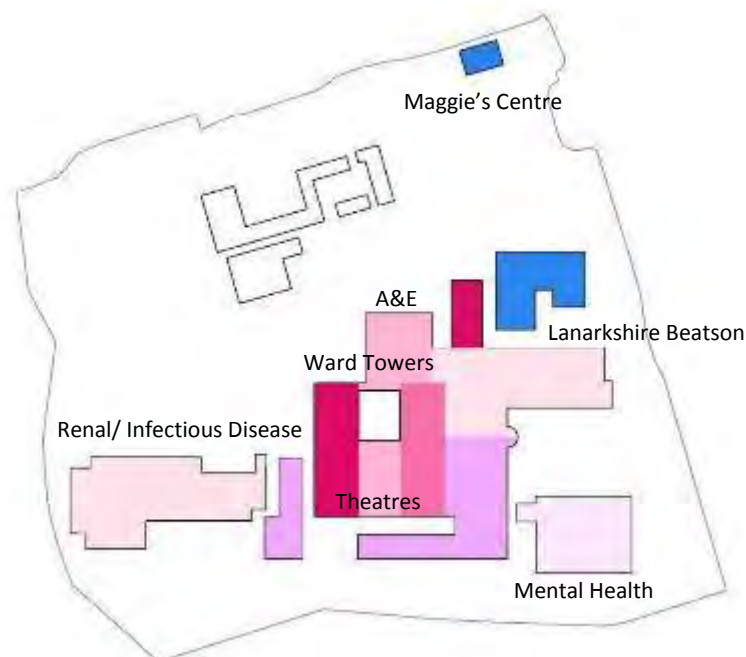 Maggie’s Centre
A&E
Lanarkshire Beatson
Ward Towers
Renal/ Infectious Disease
Theatres
Mental Health